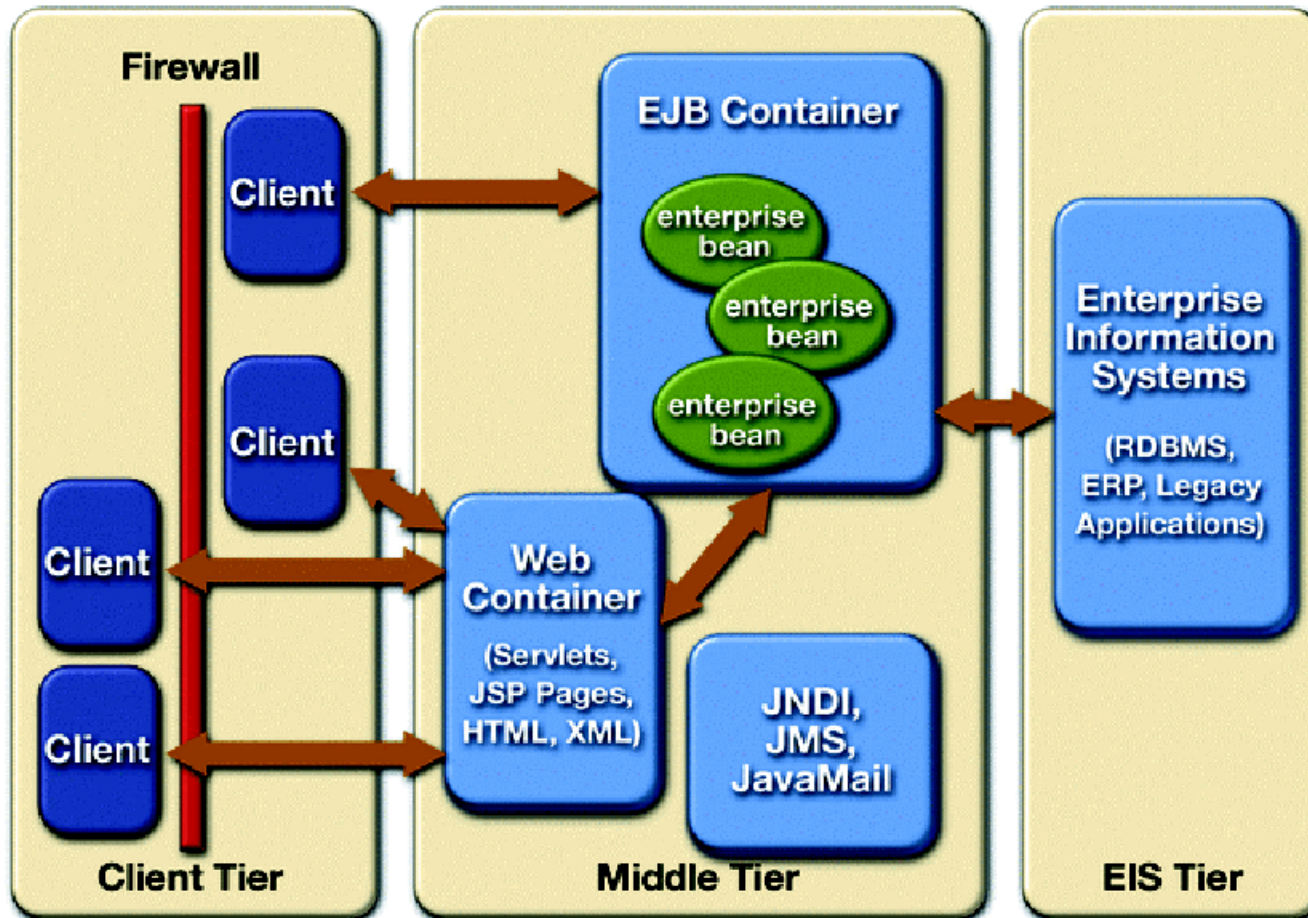 Firewall
Client
Client
Client
Client
Client Tier
EJB Container
enterprise
bean
enterprise
bean
enterprise
bean
Web
Container
(Servlets,
JSP Pages,
HTML, XML)
JNDI,
JMS,
JavaMail
Middle Tier
Enterprise
Information
Systems
(RDBMS,
ERP, Legacy
Applications)
EIS Tier